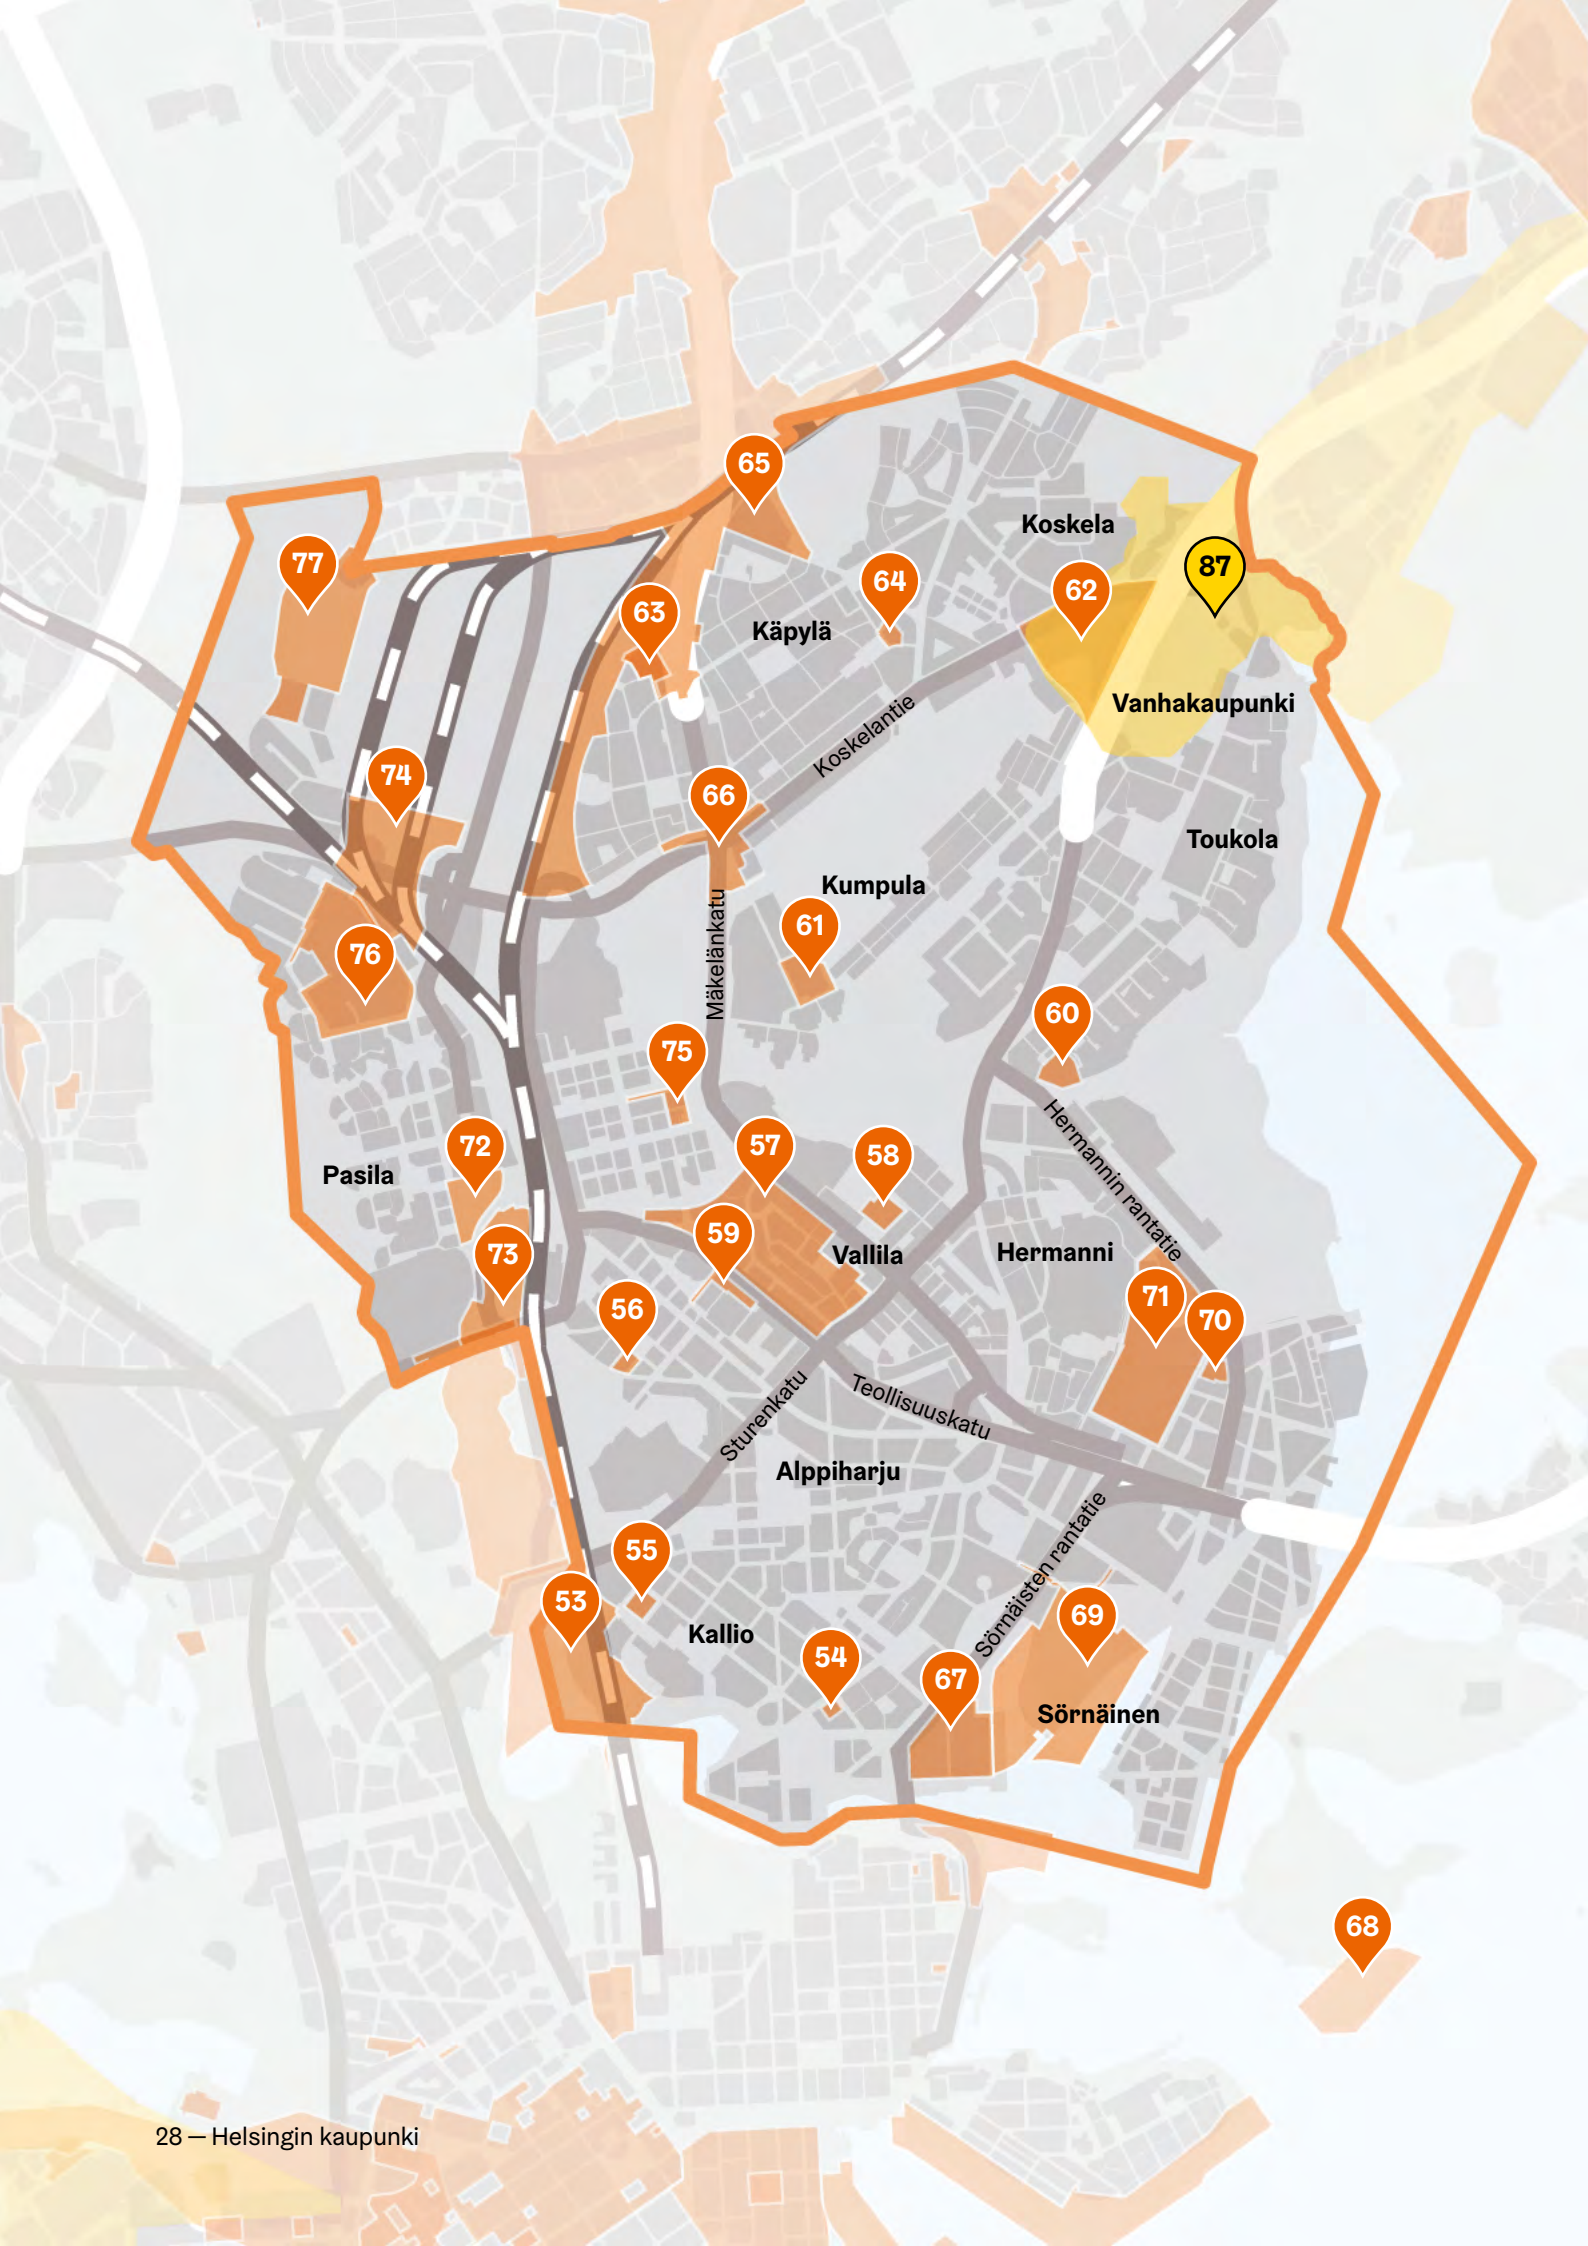 65
Koskela
77
87
64
62
63
Käpylä
Vanhakaupunki
Koskelantie
74
66
Toukola
Kumpula
Mäkelänkatu
61
76
60
75
Hermannin rantatie
57
58
72
Pasila
59
Vallila
Hermanni
73
71
70
56
Sturenkatu
Teollisuuskatu
Alppiharju
Sörnäisten rantatie
55
53
69
Kallio
54
67
Sörnäinen
68
28 — Helsingin kaupunki